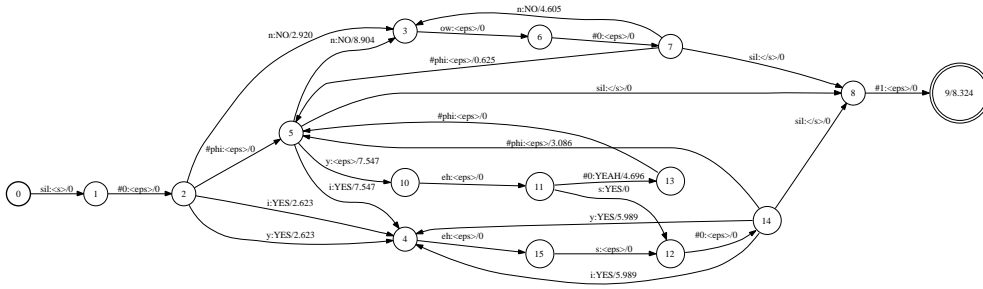 n:NO/4.605
n:NO/2.920
3
ow:<eps>/0
6
#0:<eps>/0
7
n:NO/8.904
#phi:<eps>/0.625
sil:</s>/0
sil:</s>/0
8
#1:<eps>/0
9/8.324
#phi:<eps>/0
sil:</s>/0
5
#phi:<eps>/3.086
#phi:<eps>/0
y:<eps>/7.547
10
eh:<eps>/0
11
#0:YEAH/4.696
13
i:YES/7.547
s:YES/0
0
sil:<s>/0
1
#0:<eps>/0
2
i:YES/2.623
y:YES/5.989
14
y:YES/2.623
4
eh:<eps>/0
15
s:<eps>/0
12
#0:<eps>/0
i:YES/5.989